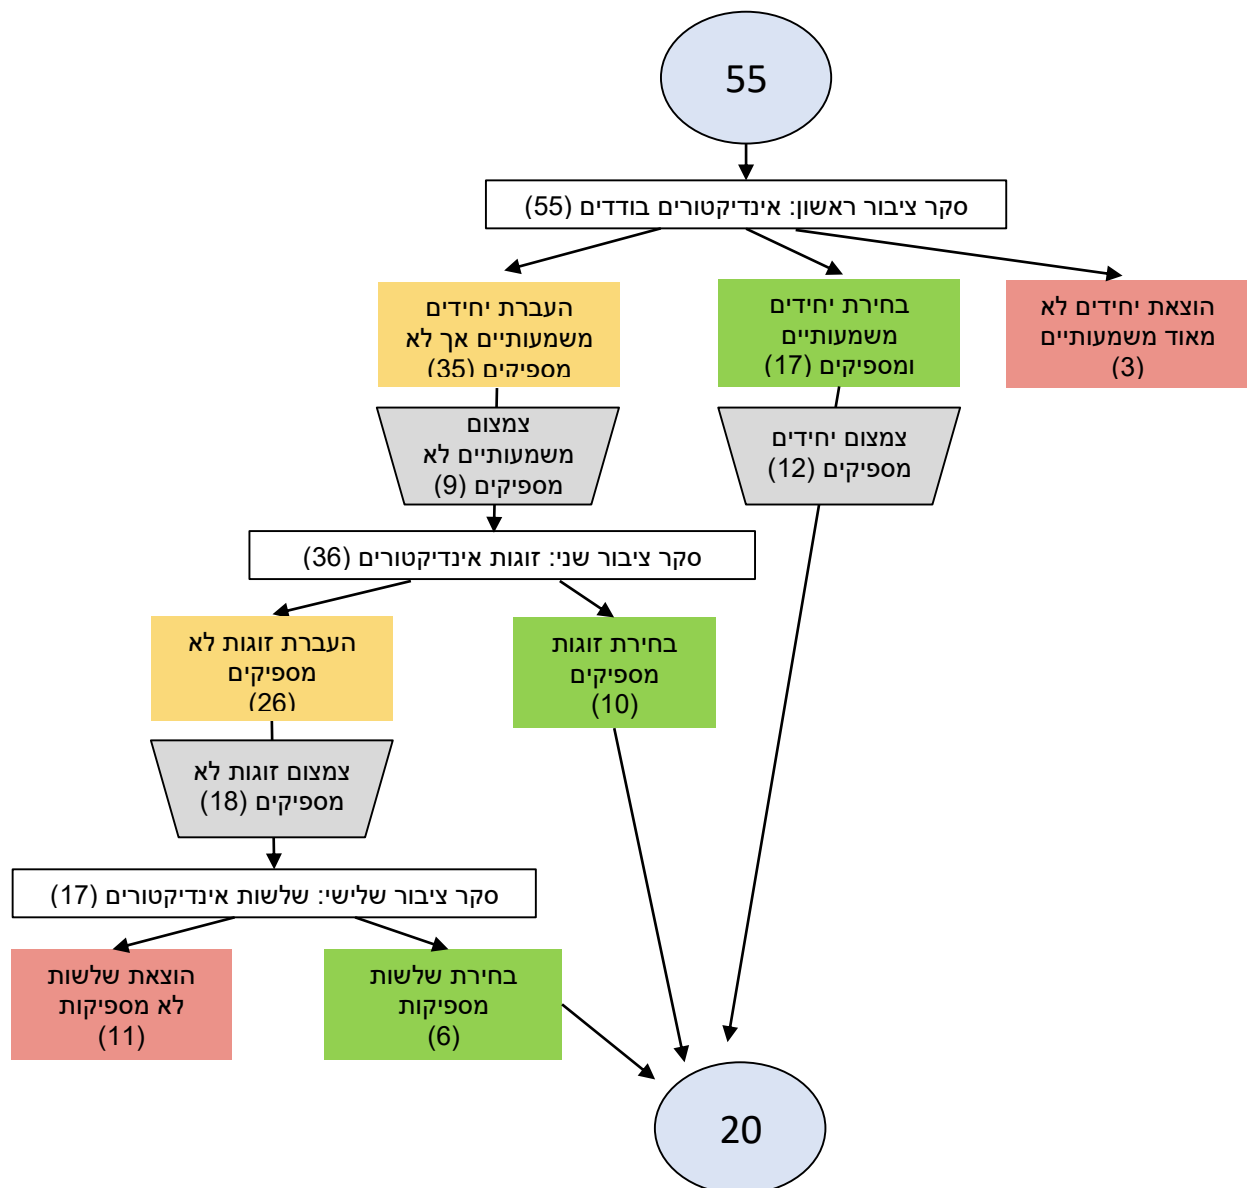 55
סקר ציבור ראשון: אינדיקטורים בודדים (55)
הוצאת יחידים לא
מאוד משמעותיים
(3)
בחירת יחידים
משמעותיים
ומספיקים (17)
העברת יחידים
משמעותיים אך לא
מספיקים (35)
צמצום יחידים
מספיקים (12)
צמצום
משמעותיים לא
מספיקים (9)
סקר ציבור שני: זוגות אינדיקטורים (36)
בחירת זוגות
מספיקים
(10)
העברת זוגות לא
מספיקים
(26)
צמצום זוגות לא
מספיקים (18)
סקר ציבור שלישי: שלשות אינדיקטורים (17)
בחירת שלשות
מספיקות
(6)
הוצאת שלשות
לא מספיקות
(11)
20